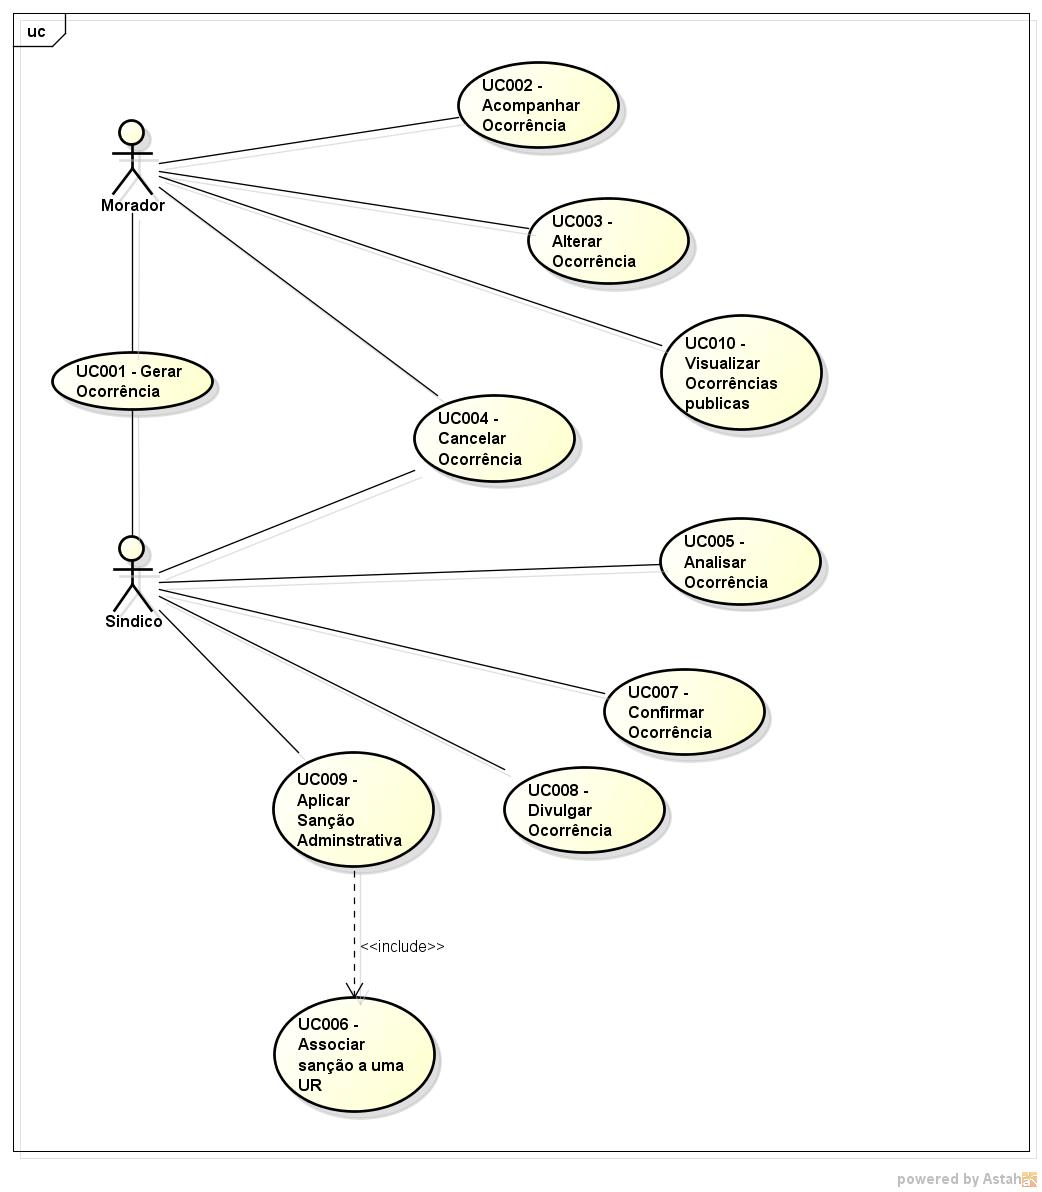 uc
UC002 -
Acompanhar
Ocorrência
Morador
UC003 -
Alterar
Ocorrência
UC010 -
Visualizar
Ocorrências
publicas
UC001 - Gerar
Ocorrência
UC004 -
Cancelar
Ocorrência
UC005 -
Analisar
Ocorrência
Sindico
UC007 -
Confirmar
Ocorrência
UC009 -
Aplicar
Sanção
Adminstrativa
UC008 -
Divulgar
Ocorrência
<<include>>
UC006 -
Associar
sanção a uma
UR
powered by Astah